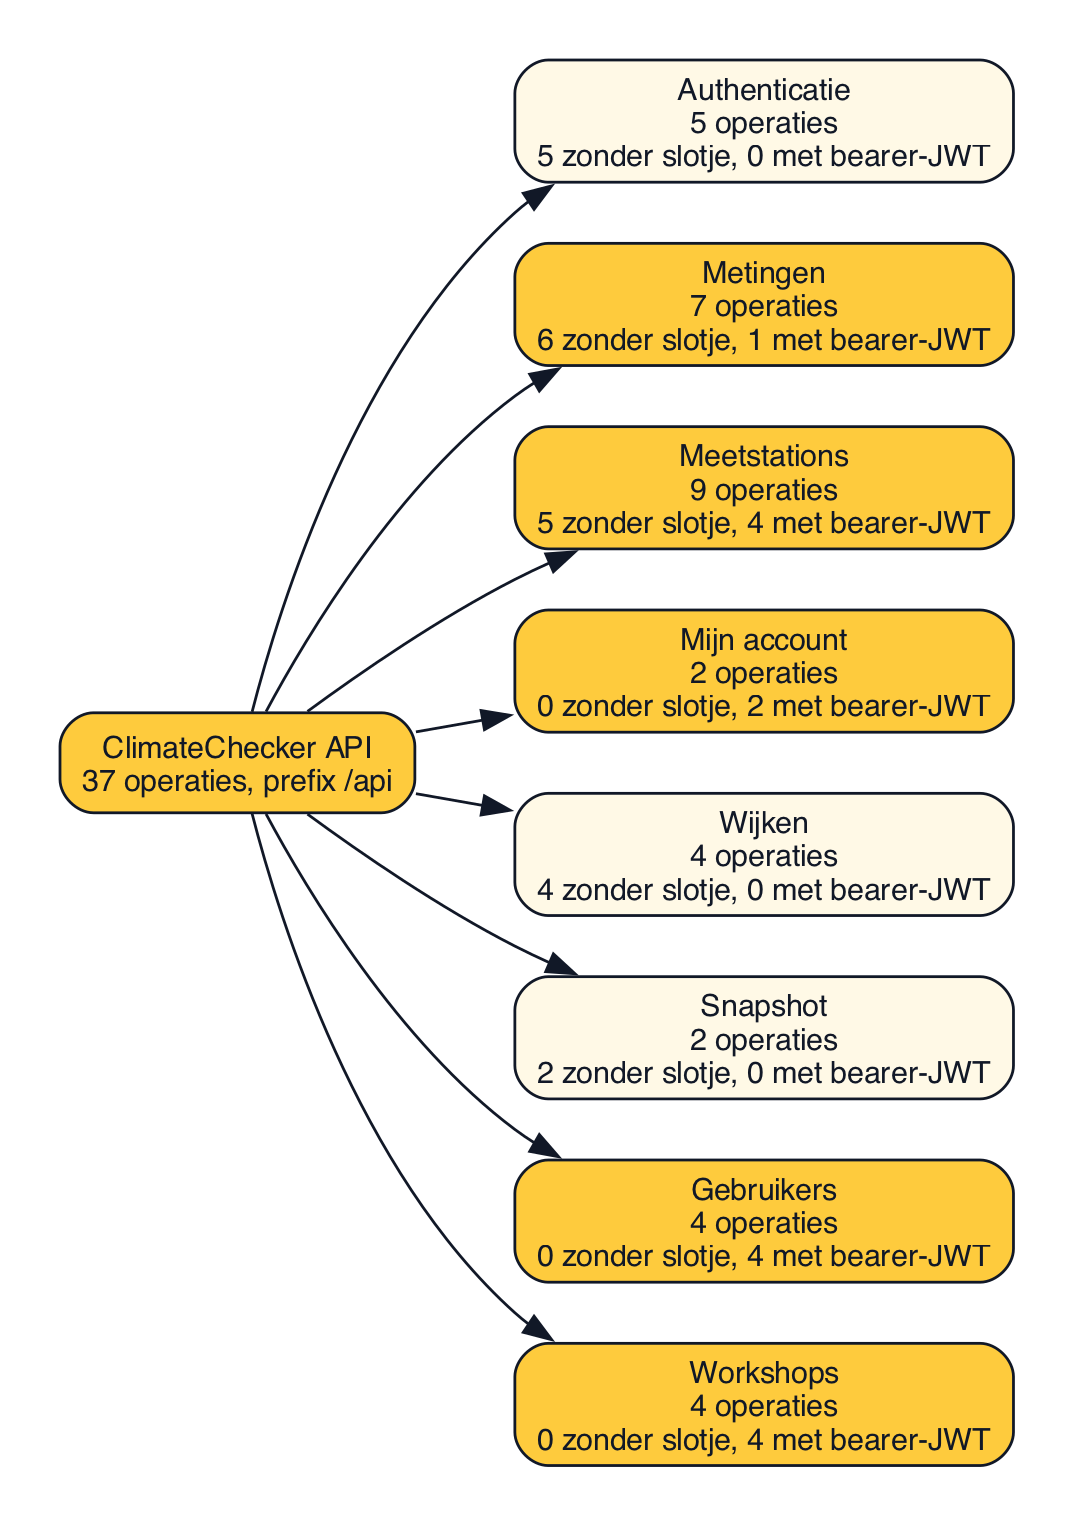 Authenticatie
5 operaties
5 zonder slotje, 0 met bearer-JWT
Metingen
7 operaties
6 zonder slotje, 1 met bearer-JWT
Meetstations
9 operaties
5 zonder slotje, 4 met bearer-JWT
Mijn account
2 operaties
0 zonder slotje, 2 met bearer-JWT
ClimateChecker API
37 operaties, prefix /api
Wijken
4 operaties
4 zonder slotje, 0 met bearer-JWT
Snapshot
2 operaties
2 zonder slotje, 0 met bearer-JWT
Gebruikers
4 operaties
0 zonder slotje, 4 met bearer-JWT
Workshops
4 operaties
0 zonder slotje, 4 met bearer-JWT